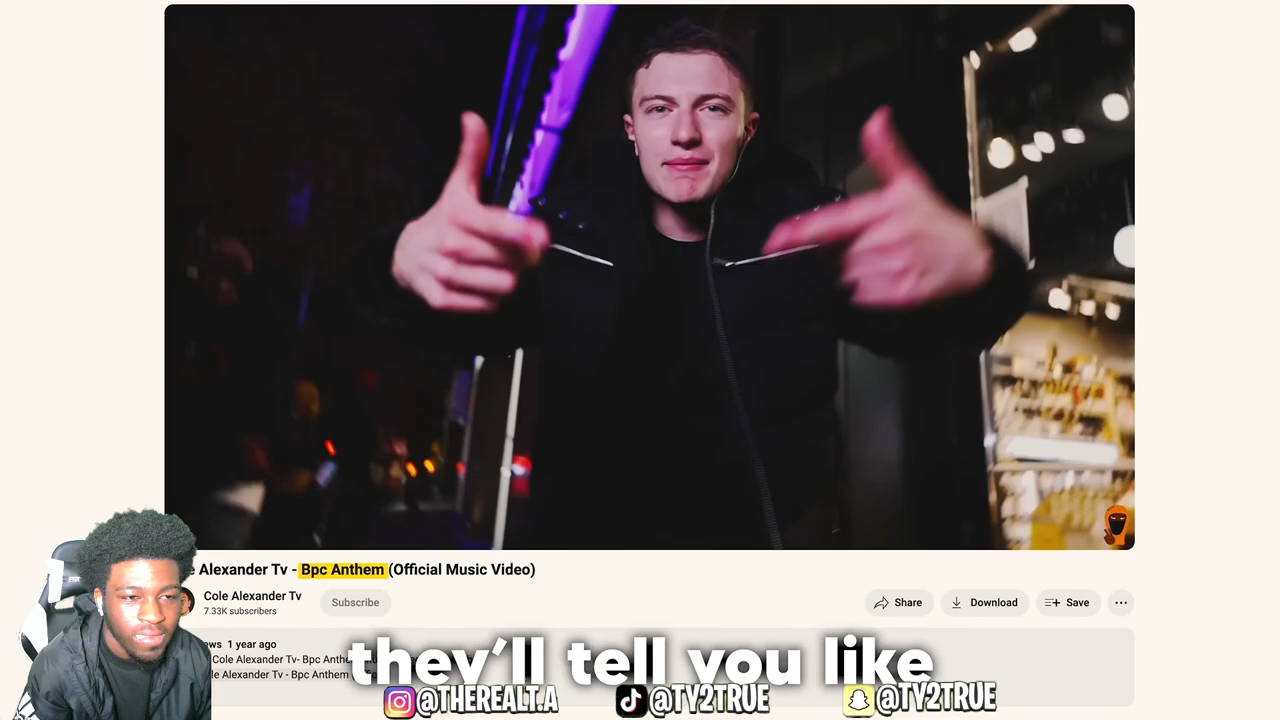 e Alexander Tv - Bpc Anthem (Official Music Video)
Cole Alexander Tv
7.33K subscribers
Subscribe
Share
Download
Save
ews 1 year ago
Cole Alexander Tv- Bpc Anthem
le Alexander Tv - Bpc Anthem
they'll tell you like
@THEREALT.A
@TY2TRUE
@TY2TRUE